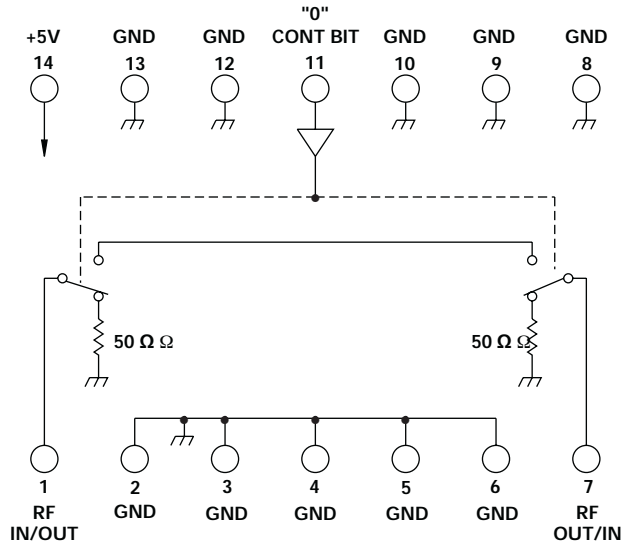 "0"
+5V GND GND CONT BIT GND GND GND
14 13 12 11 10 9 8
50 Ω Ω 50 Ω Ω
1 2 3 4 5 6 7
RF GND GND GND GND GND RF
IN/OUT OUT/IN